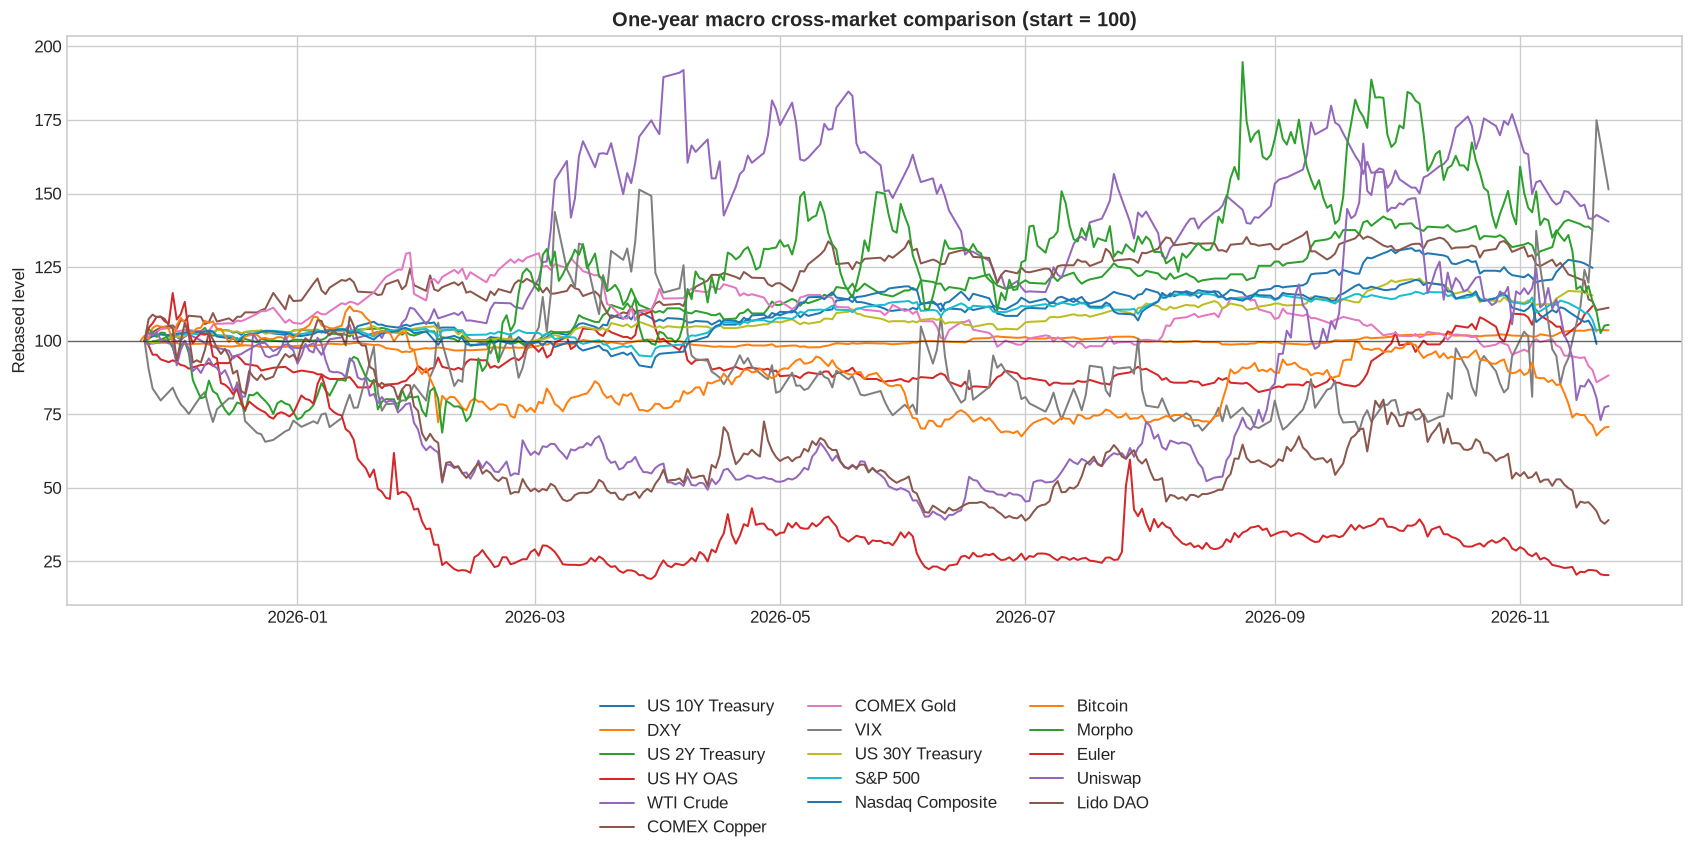 One-year macro cross-market comparison (start = 100)
Rebased level
200
175
150
125
100
75
50
25
2026-01
2026-03
2026-05
2026-07
2026-09
2026-11
US 10Y Treasury
DXY
US 2Y Treasury
US HY OAS
WTI Crude
COMEX Copper
COMEX Gold
VIX
US 30Y Treasury
S&P 500
Nasdaq Composite
Bitcoin
Morpho
Euler
Uniswap
Lido DAO